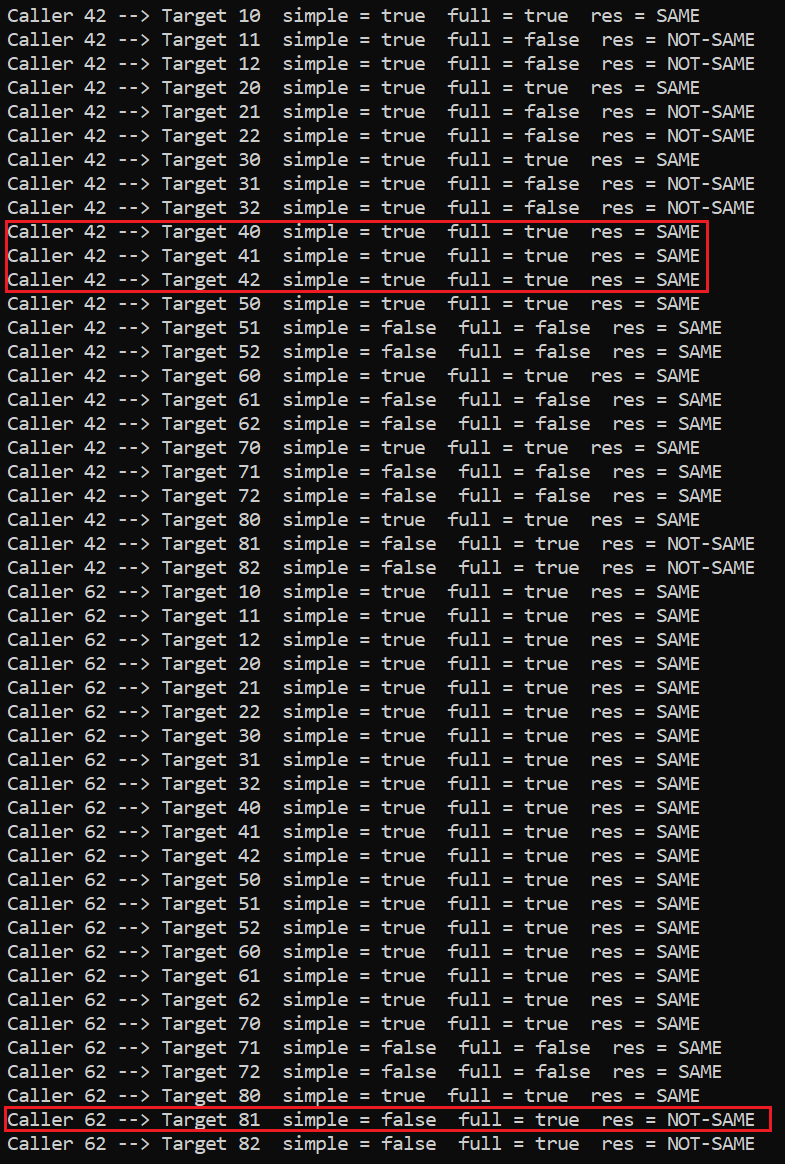 Caller 42 --> Target 10  simple = true  full = true  res = SAME
Caller 42 --> Target 11  simple = true  full = false  res = NOT-SAME
Caller 42 --> Target 12  simple = true  full = false  res = NOT-SAME
Caller 42 --> Target 20  simple = true  full = true  res = SAME
Caller 42 --> Target 21  simple = true  full = false  res = NOT-SAME
Caller 42 --> Target 22  simple = true  full = false  res = NOT-SAME
Caller 42 --> Target 30  simple = true  full = true  res = SAME
Caller 42 --> Target 31  simple = true  full = false  res = NOT-SAME
Caller 42 --> Target 32  simple = true  full = false  res = NOT-SAME
Caller 42 --> Target 40  simple = true  full = true  res = SAME
Caller 42 --> Target 41  simple = true  full = true  res = SAME
Caller 42 --> Target 42  simple = true  full = true  res = SAME
Caller 42 --> Target 50  simple = true  full = true  res = SAME
Caller 42 --> Target 51  simple = false  full = false  res = SAME
Caller 42 --> Target 52  simple = false  full = false  res = SAME
Caller 42 --> Target 60  simple = true  full = true  res = SAME
Caller 42 --> Target 61  simple = false  full = false  res = SAME
Caller 42 --> Target 62  simple = false  full = false  res = SAME
Caller 42 --> Target 70  simple = true  full = true  res = SAME
Caller 42 --> Target 71  simple = false  full = false  res = SAME
Caller 42 --> Target 72  simple = false  full = false  res = SAME
Caller 42 --> Target 80  simple = true  full = true  res = SAME
Caller 42 --> Target 81  simple = false  full = true  res = NOT-SAME
Caller 42 --> Target 82  simple = false  full = true  res = NOT-SAME
Caller 62 --> Target 10  simple = true  full = true  res = SAME
Caller 62 --> Target 11  simple = true  full = true  res = SAME
Caller 62 --> Target 12  simple = true  full = true  res = SAME
Caller 62 --> Target 20  simple = true  full = true  res = SAME
Caller 62 --> Target 21  simple = true  full = true  res = SAME
Caller 62 --> Target 22  simple = true  full = true  res = SAME
Caller 62 --> Target 30  simple = true  full = true  res = SAME
Caller 62 --> Target 31  simple = true  full = true  res = SAME
Caller 62 --> Target 32  simple = true  full = true  res = SAME
Caller 62 --> Target 40  simple = true  full = true  res = SAME
Caller 62 --> Target 41  simple = true  full = true  res = SAME
Caller 62 --> Target 42  simple = true  full = true  res = SAME
Caller 62 --> Target 50  simple = true  full = true  res = SAME
Caller 62 --> Target 51  simple = true  full = true  res = SAME
Caller 62 --> Target 52  simple = true  full = true  res = SAME
Caller 62 --> Target 60  simple = true  full = true  res = SAME
Caller 62 --> Target 61  simple = true  full = true  res = SAME
Caller 62 --> Target 62  simple = true  full = true  res = SAME
Caller 62 --> Target 70  simple = true  full = true  res = SAME
Caller 62 --> Target 71  simple = false  full = false  res = SAME
Caller 62 --> Target 72  simple = false  full = false  res = SAME
Caller 62 --> Target 80  simple = true  full = true  res = SAME
Caller 62 --> Target 81  simple = false  full = true  res = NOT-SAME
Caller 62 --> Target 82  simple = false  full = true  res = NOT-SAME